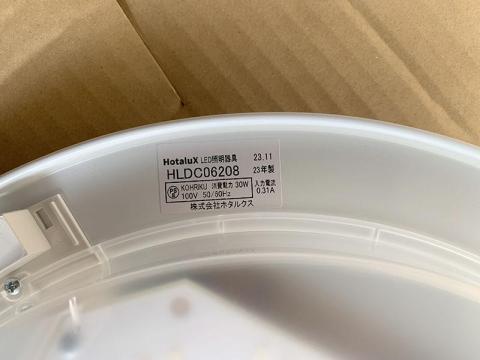 HotaluX LED照明器具 23.11
HLDC06208 23年製
PS E KOHRIKU 消費電力 30W 入力電流
100V 50/60Hz 0.31A
株式会社ホタルクス